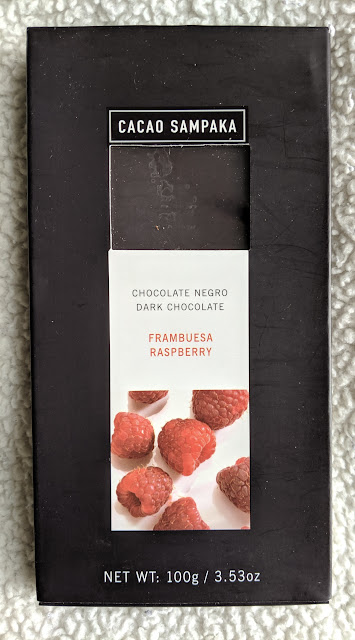 CACAO SAMPAKA
CHOCOLATE NEGRO
DARK CHOCOLATE
FRAMBUESA
RASPBERRY
NET WT: 100g / 3.53oz